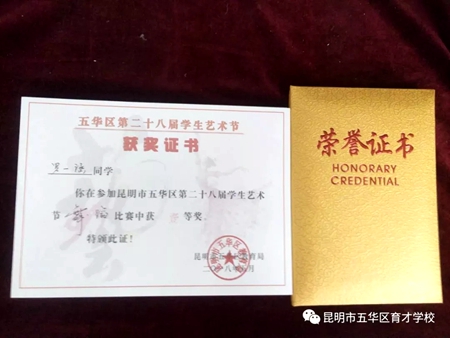 五华区第二十八届学生艺术节
获奖证书
同学
你在参加昆明市五华区第二十八届学生艺术
节 比赛中获 等奖。
特颁此证!
荣誉证书
HONORARY
CREDENTIAL
昆明市五华区育才学校